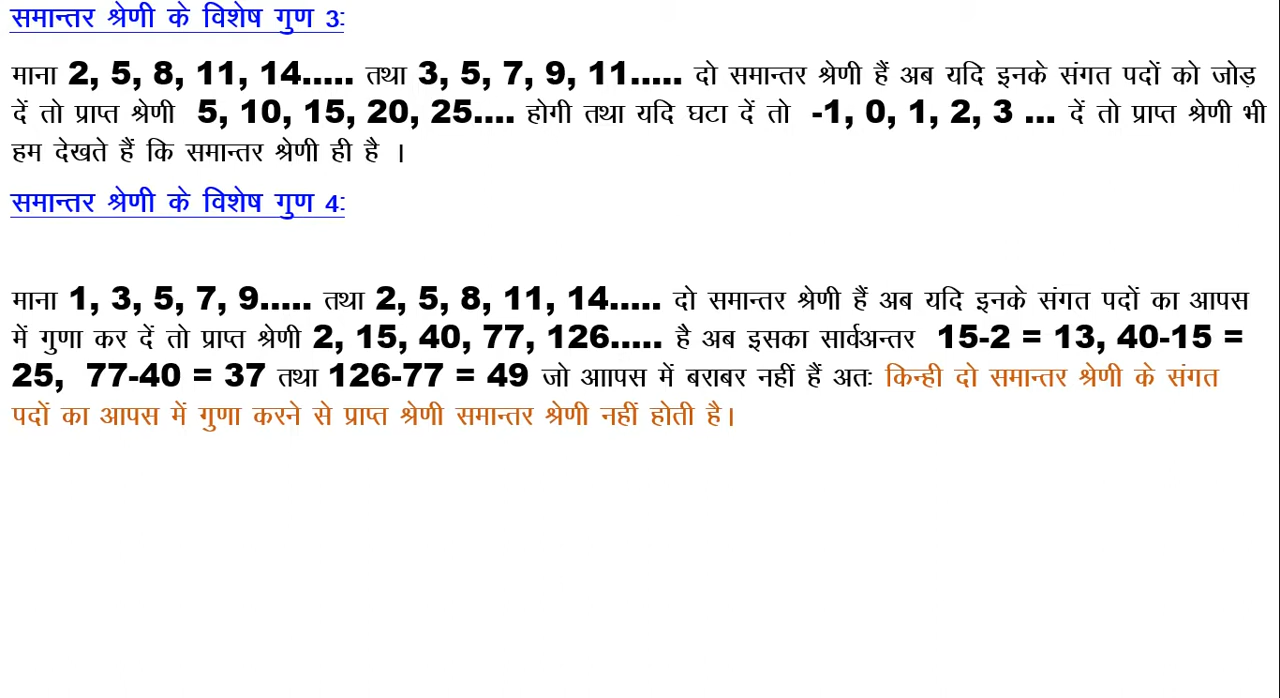 समान्तर श्रेणी के विशेष गुण 3:
माना 2, 5, 8, 11, 14..... तथा 3, 5, 7, 9, 11..... दो समान्तर श्रेणी हैं अब यदि इनके संगत पदों को जोड़
दें तो प्राप्त श्रेणी 5, 10, 15, 20, 25.... होगी तथा यदि घटा दें तो -1, 0, 1, 2, 3 ... दें तो प्राप्त श्रेणी भी
हम देखते हैं कि समान्तर श्रेणी ही है ।
समान्तर श्रेणी के विशेष गुण 4:
माना 1, 3, 5, 7, 9..... तथा 2, 5, 8, 11, 14..... दो समान्तर श्रेणी हैं अब यदि इनके संगत पदों का आपस
में गुणा कर दें तो प्राप्त श्रेणी 2, 15, 40, 77, 126..... है अब इसका सार्वअन्तर 15-2 = 13, 40-15 =
25, 77-40 = 37 तथा 126-77 = 49 जो आापस में बराबर नहीं हैं अतः किन्ही दो समान्तर श्रेणी के संगत
पदों का आपस में गुणा करने से प्राप्त श्रेणी समान्तर श्रेणी नहीं होती है।